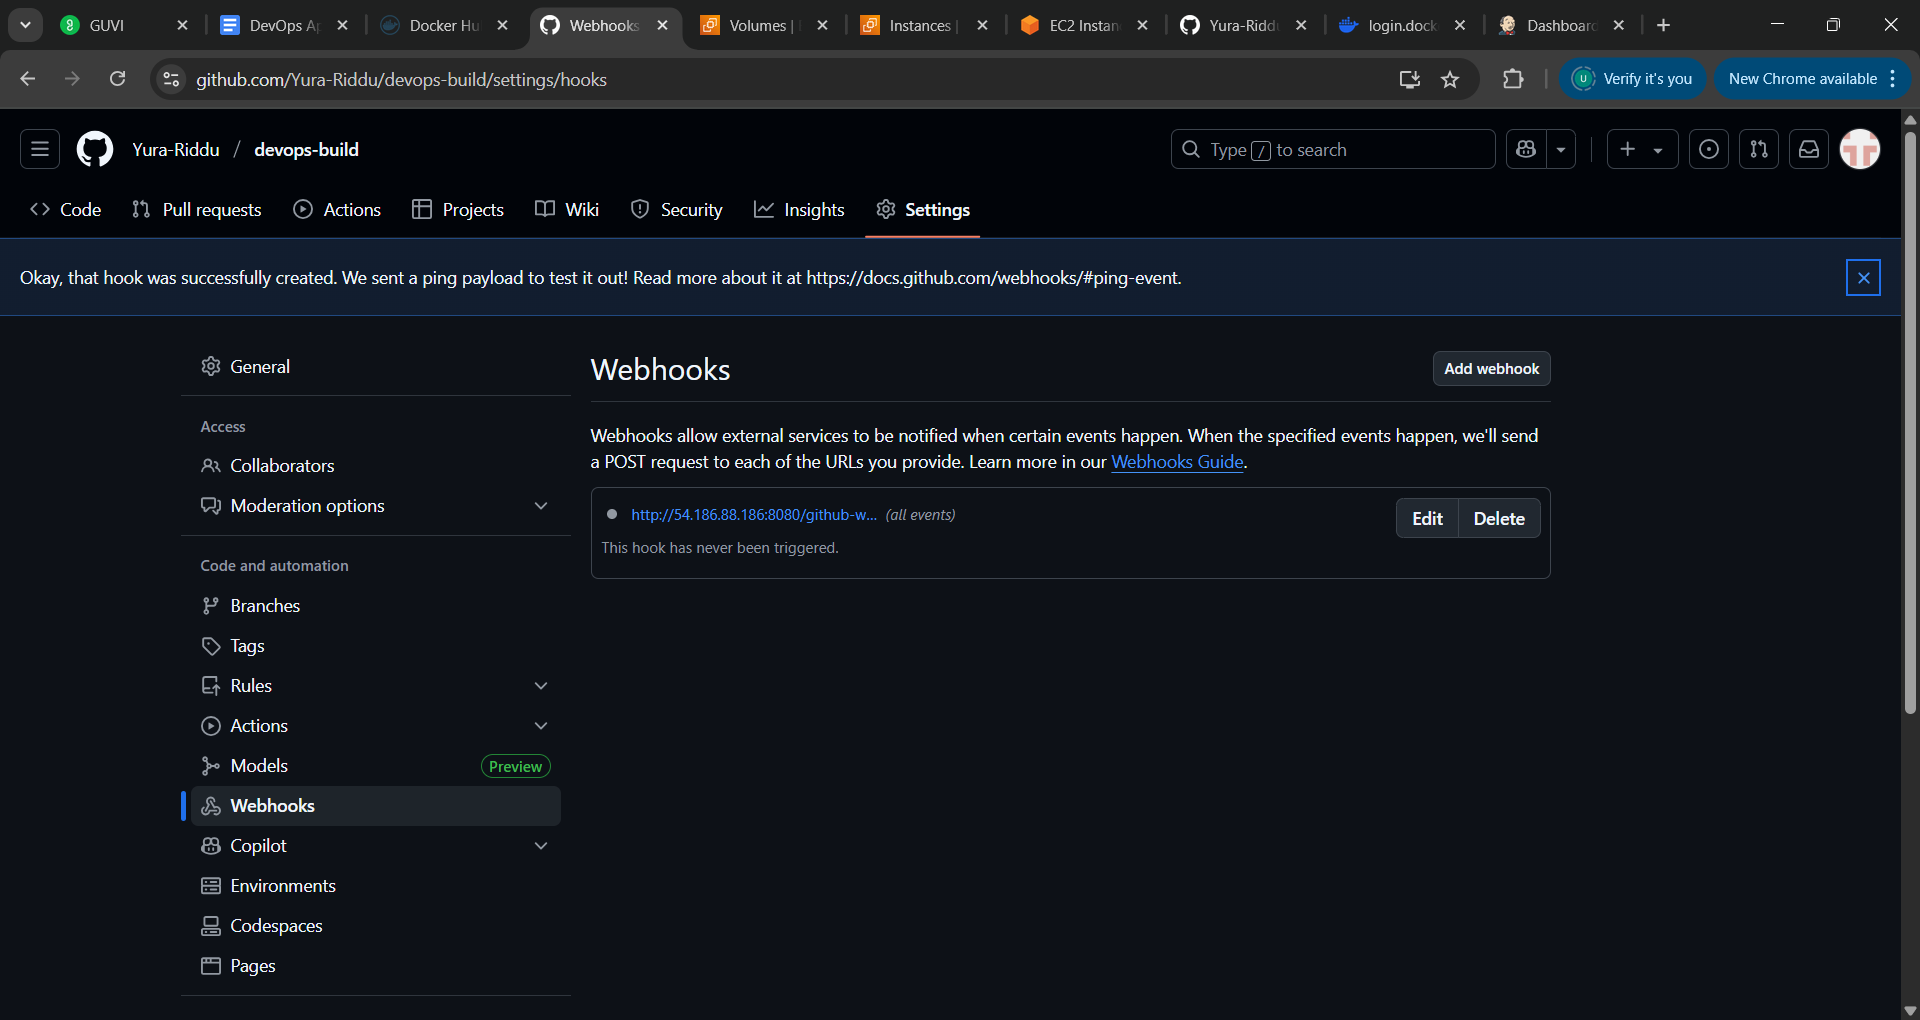 GUVI
DevOps Ap
Docker Hu
Webhooks
Volumes |
Instances |
EC2 Instan
Yura-Riddu
login.dock
Dashboard
github.com/Yura-Riddu/devops-build/settings/hooks
U
Verify it's you
New Chrome available
Yura-Riddu / devops-build
Type / to search
Code
Pull requests
Actions
Projects
Wiki
Security
Insights
Settings
Okay, that hook was successfully created. We sent a ping payload to test it out! Read more about it at https://docs.github.com/webhooks/#ping-event.
General
Access
Collaborators
Moderation options
Code and automation
Branches
Tags
Rules
Actions
Models
Preview
Webhooks
Copilot
Environments
Codespaces
Pages
Webhooks
Add webhook
Webhooks allow external services to be notified when certain events happen. When the specified events happen, we'll send
a POST request to each of the URLs you provide. Learn more in our Webhooks Guide.
http://54.186.88.186:8080/github-w... (all events)
Edit
Delete
This hook has never been triggered.